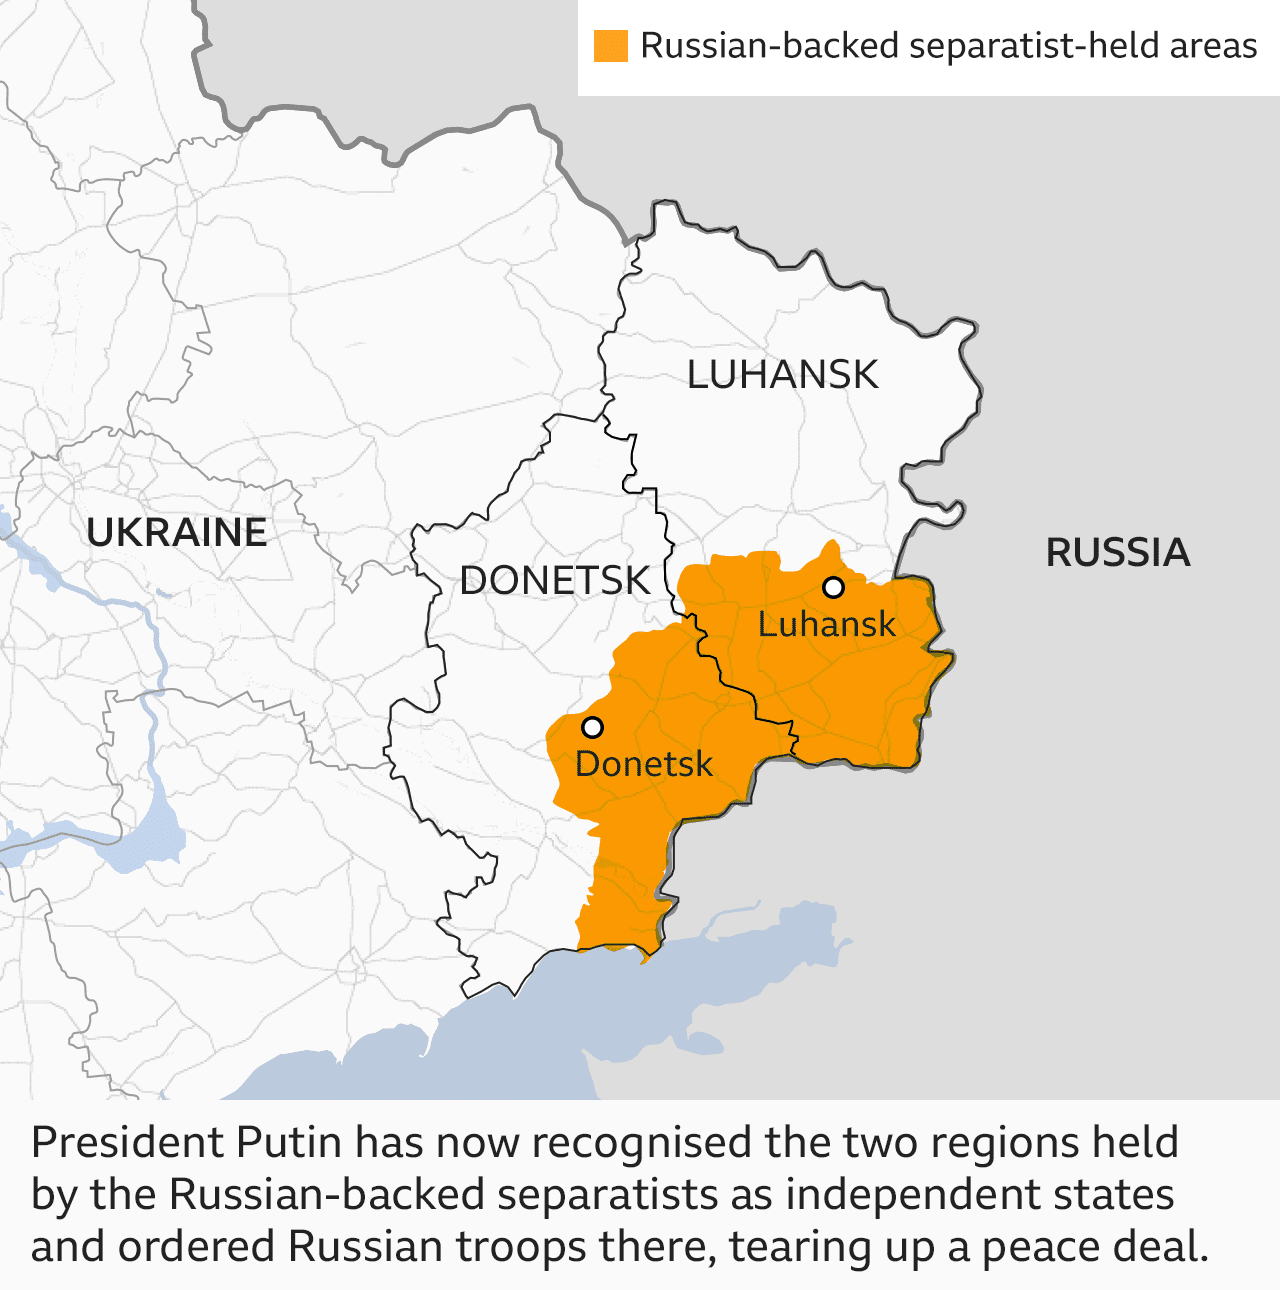 Russian-backed separatist-held areas
LUHANSK
UKRAINE
RUSSIA
DONETSK
Luhansk
Donetsk
President Putin has now recognised the two regions held
by the Russian-backed separatists as independent states
and ordered Russian troops there, tearing up a peace deal.